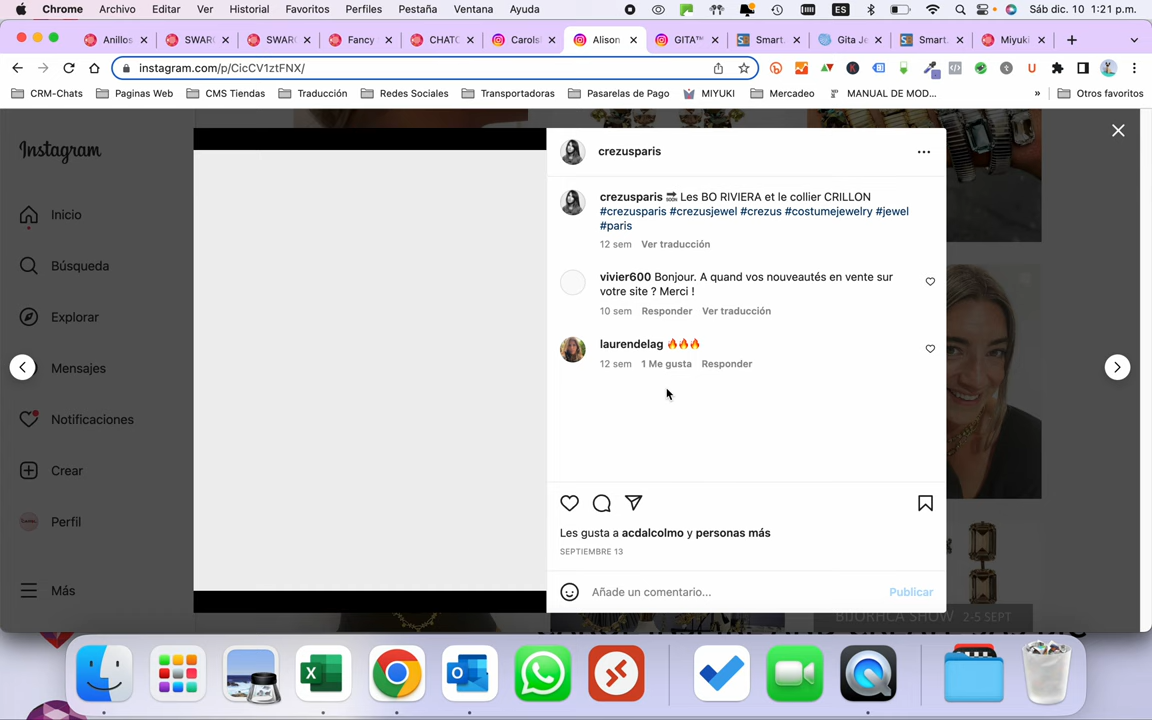 Chrome Archivo Editar Ver Historial Favoritos Perfiles Pestaña Ventana Ayuda ES Sáb dic. 10 1:21 p.m.
Anillos SWARO SWARO Fancy CHATO Carols Alison GITA™ Smart. Gita Je Smart. Miyuki
instagram.com/p/CicCV1ztFNX/
CRM-Chats Paginas Web CMS Tiendas Traducción Redes Sociales Transportadoras Pasarelas de Pago MIYUKI Mercadeo MANUAL DE MOD... » Otros favoritos
Instagram
Inicio
Búsqueda
Explorar
Mensajes
Notificaciones
Crear
Perfil
Más
crezusparis
crezusparis 🔜 Les BO RIVIERA et le collier CRILLON
#crezusparis #crezusjewel #crezus #costumejewelry #jewel
#paris
12 sem Ver traducción
vivier600 Bonjour. A quand vos nouveautés en vente sur
votre site ? Merci !
10 sem Responder Ver traducción
laurendelag 🔥🔥🔥
12 sem 1 Me gusta Responder
Les gusta a acdalcolmo y personas más
SEPTIEMBRE 13
Añade un comentario... Publicar
BIJORHCA SHOW 2-5 SEPT